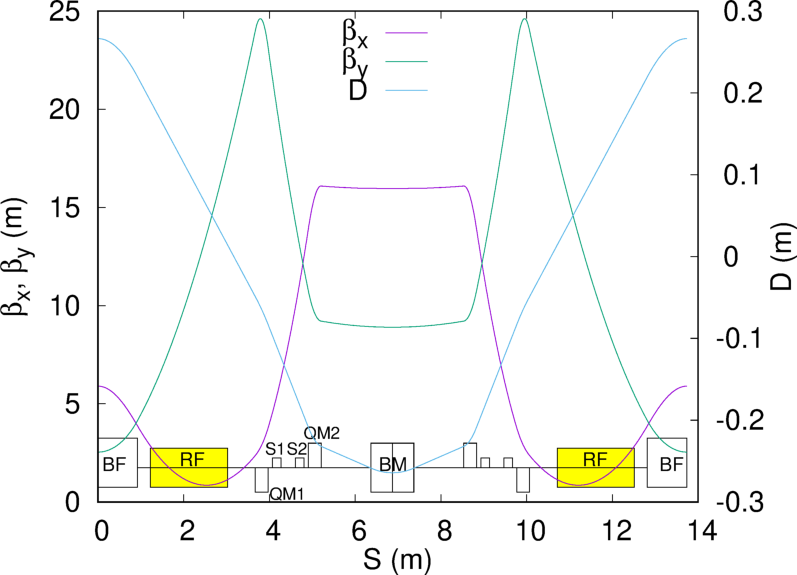 25
20
15
10
5
0
βx, βy (m)
0.3
0.2
0.1
0
-0.1
-0.2
-0.3
D (m)
βx
βy
D
QM2
S1 S2
BF RF BM RF BF
QM1
0 2 4 6 8 10 12 14
S (m)